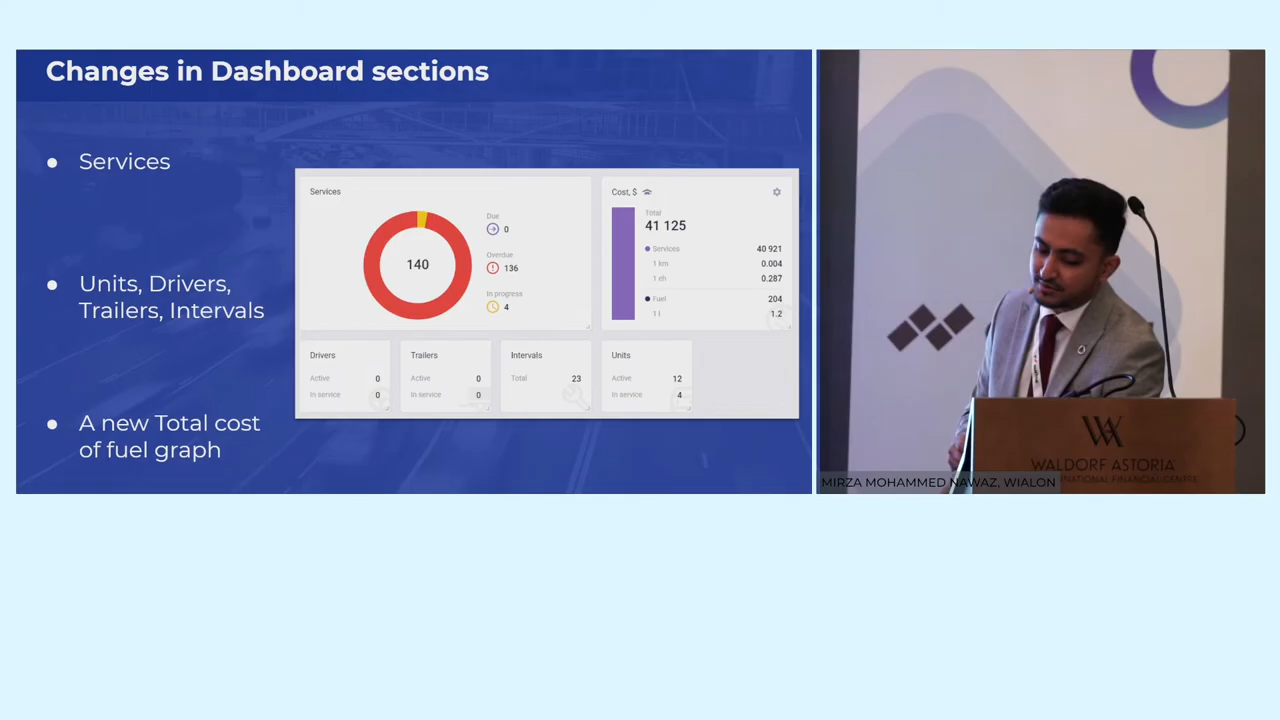 Changes in Dashboard sections
● Services
● Units, Drivers,
Trailers, Intervals
● A new Total cost
of fuel graph
Services
140
Due
0
Overdue
136
In progress
4
Cost, $
Total
41 125
Services 40 921
1 km 0.004
1 eh 0.287
Fuel 204
1 l 1.2
Drivers
Active 0
In service 0
Trailers
Active 0
In service 0
Intervals
Total 23
Units
Active 12
In service 4
WALDORF ASTORIA
NATIONAL FINANCIAL CENTRE
MIRZA MOHAMMED NAWAZ, WIALON